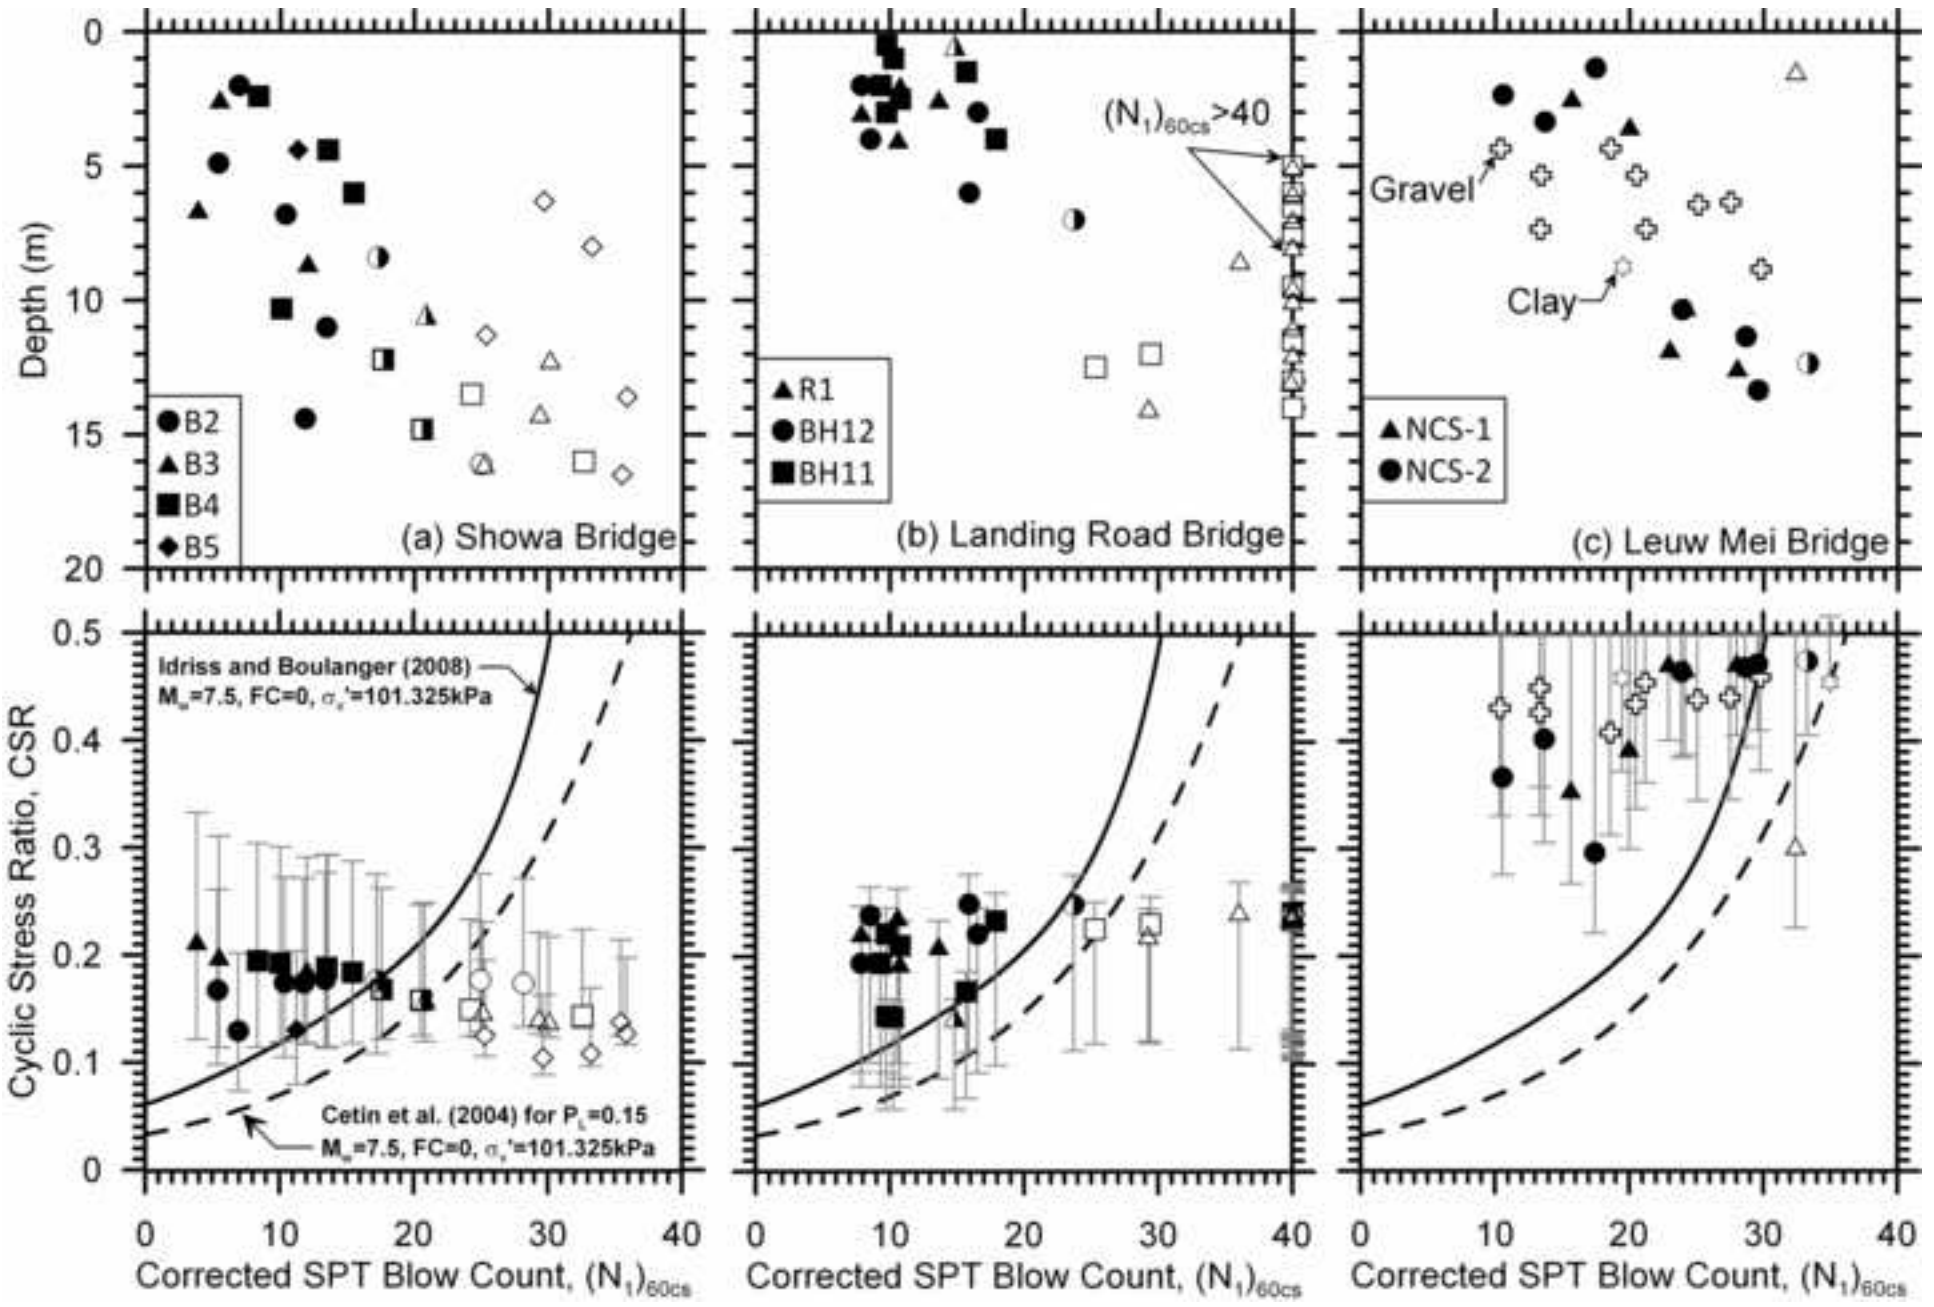 0
5
10
15
20
Depth (m)
B2
B3
B4
B5
(a) Showa Bridge
(N₁)₆₀cs>40
R1
BH12
BH11
(b) Landing Road Bridge
Gravel
Clay
NCS-1
NCS-2
(c) Leuw Mei Bridge
0.5
0.4
0.3
0.2
0.1
0
Cyclic Stress Ratio, CSR
Idriss and Boulanger (2008)
Mw=7.5, FC=0, σv'=101.325kPa
Cetin et al. (2004) for PL=0.15
Mw=7.5, FC=0, σv'=101.325kPa
0 10 20 30 40
0 10 20 30 40
0 10 20 30 40
Corrected SPT Blow Count, (N₁)₆₀cs
Corrected SPT Blow Count, (N₁)₆₀cs
Corrected SPT Blow Count, (N₁)₆₀cs